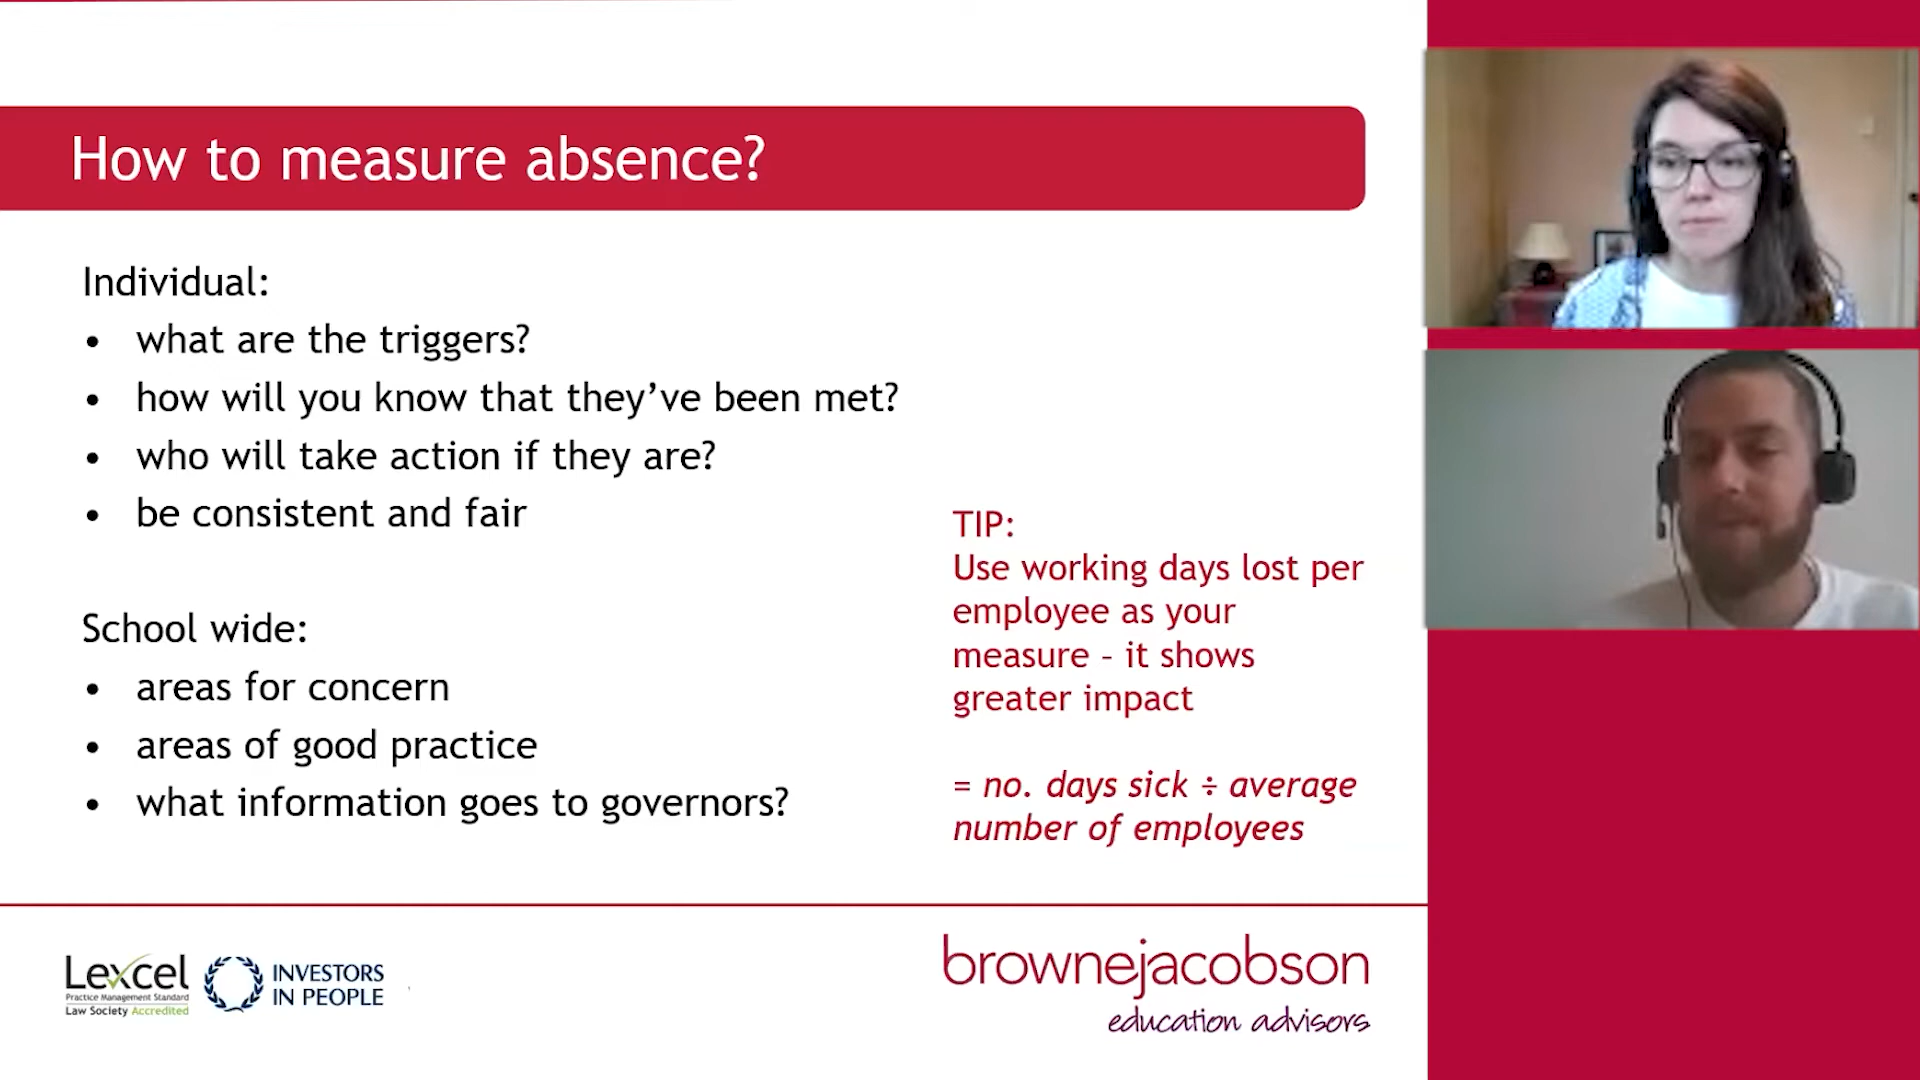 How to measure absence?
Individual:
• what are the triggers?
• how will you know that they’ve been met?
• who will take action if they are?
• be consistent and fair
School wide:
• areas for concern
• areas of good practice
• what information goes to governors?
TIP:
Use working days lost per
employee as your
measure – it shows
greater impact
= no. days sick ÷ average
number of employees
Lexcel
Practice Management Standard
Law Society Accredited
INVESTORS
IN PEOPLE
brownejacobson
education advisors